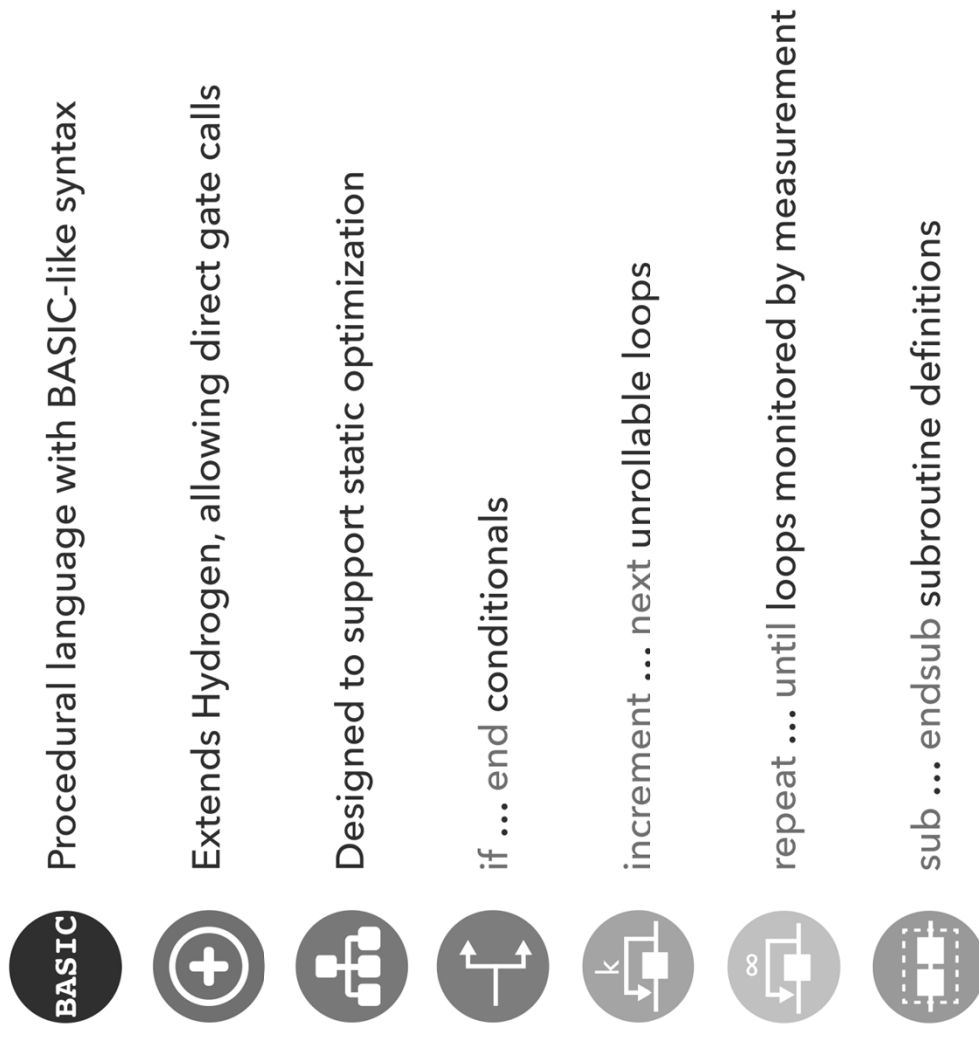 BASIC Procedural language with BASIC-like syntax
Extends Hydrogen, allowing direct gate calls
Designed to support static optimization
if ... end conditionals
k increment ... next unrollable loops
∞ repeat ... until loops monitored by measurement
sub ... endsub subroutine definitions